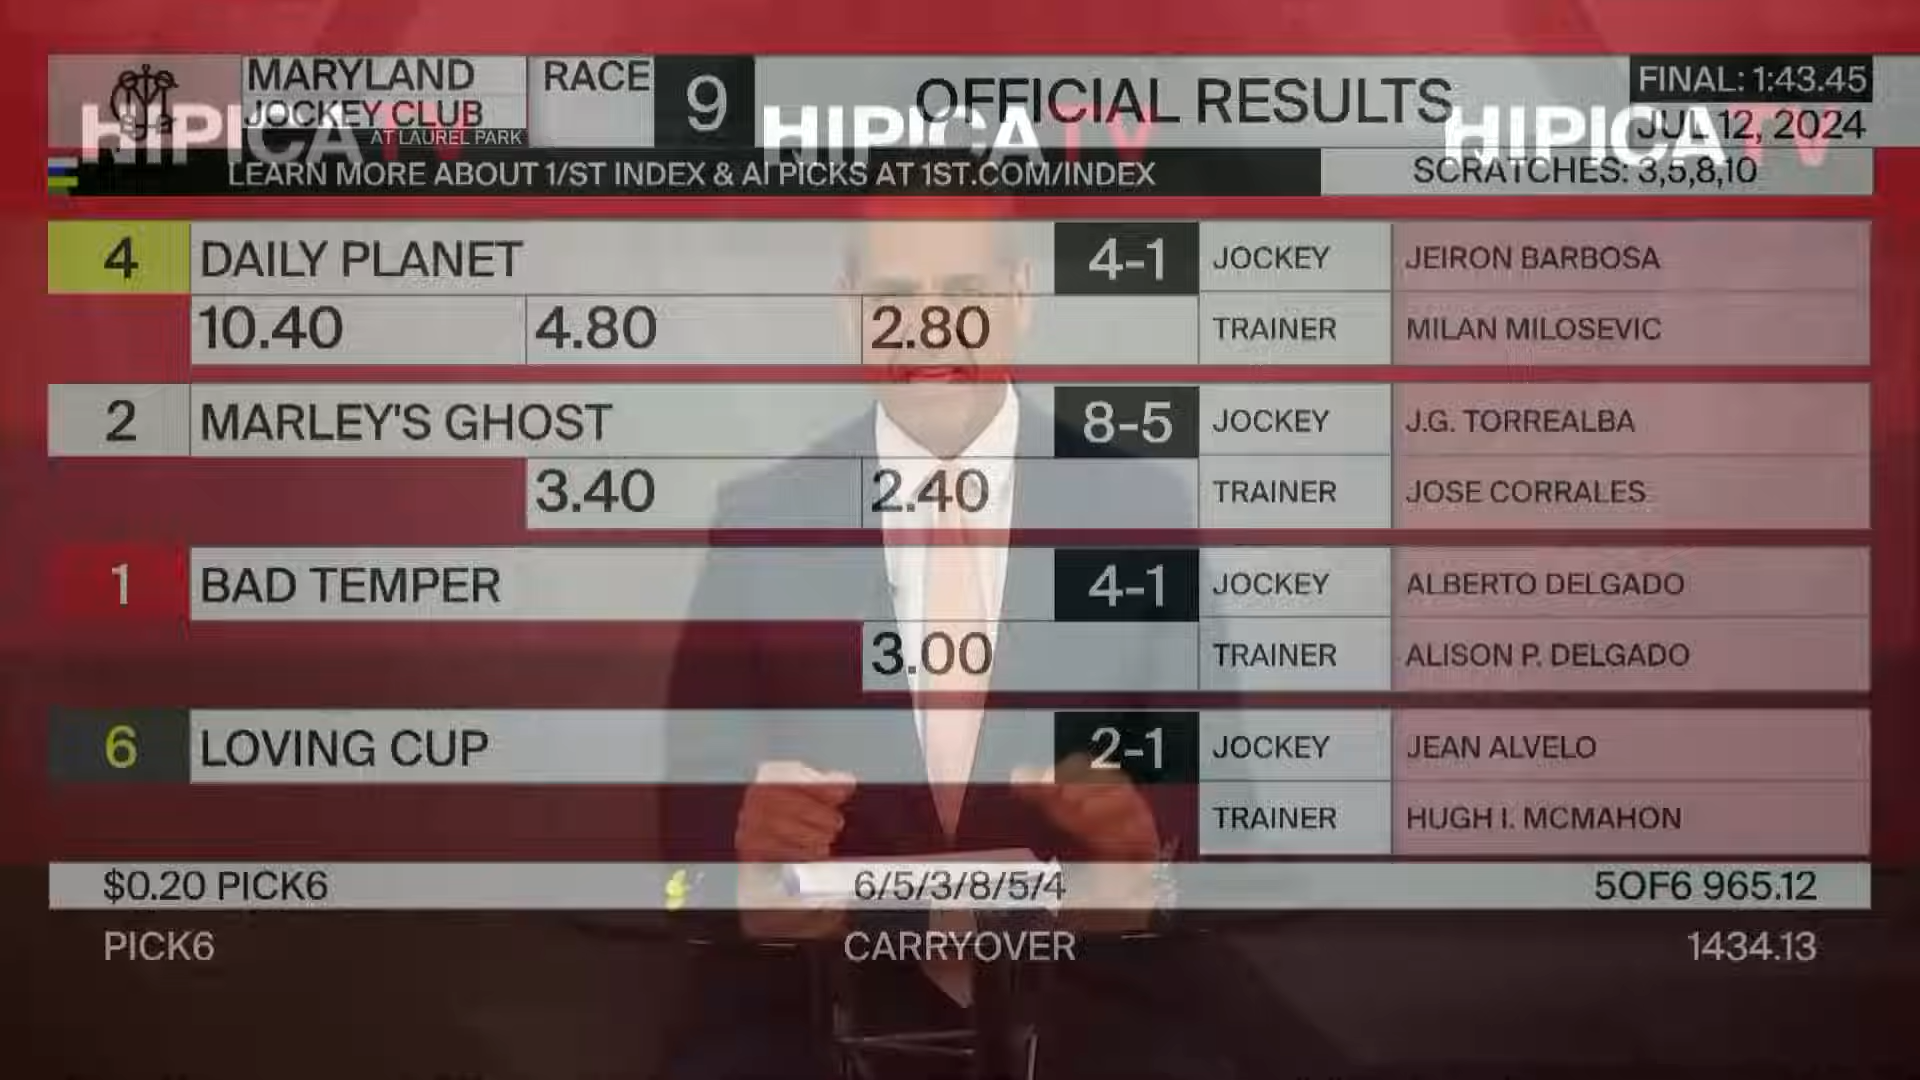 MARYLAND
JOCKEY CLUB
AT LAUREL PARK
RACE
9
OFFICIAL RESULTS
FINAL: 1:43.45
JUL 12, 2024
HIPICA TV
HIPICA TV
HIPICA TV
LEARN MORE ABOUT 1/ST INDEX & AI PICKS AT 1ST.COM/INDEX
SCRATCHES: 3,5,8,10
4 DAILY PLANET 4-1 JOCKEY JEIRON BARBOSA
10.40 4.80 2.80 TRAINER MILAN MILOSEVIC
2 MARLEY'S GHOST 8-5 JOCKEY J.G. TORREALBA
3.40 2.40 TRAINER JOSE CORRALES
1 BAD TEMPER 4-1 JOCKEY ALBERTO DELGADO
3.00 TRAINER ALISON P. DELGADO
6 LOVING CUP 2-1 JOCKEY JEAN ALVELO
TRAINER HUGH I. MCMAHON
$0.20 PICK6 6/5/3/8/5/4 5OF6 965.12
PICK6 CARRYOVER 1434.13